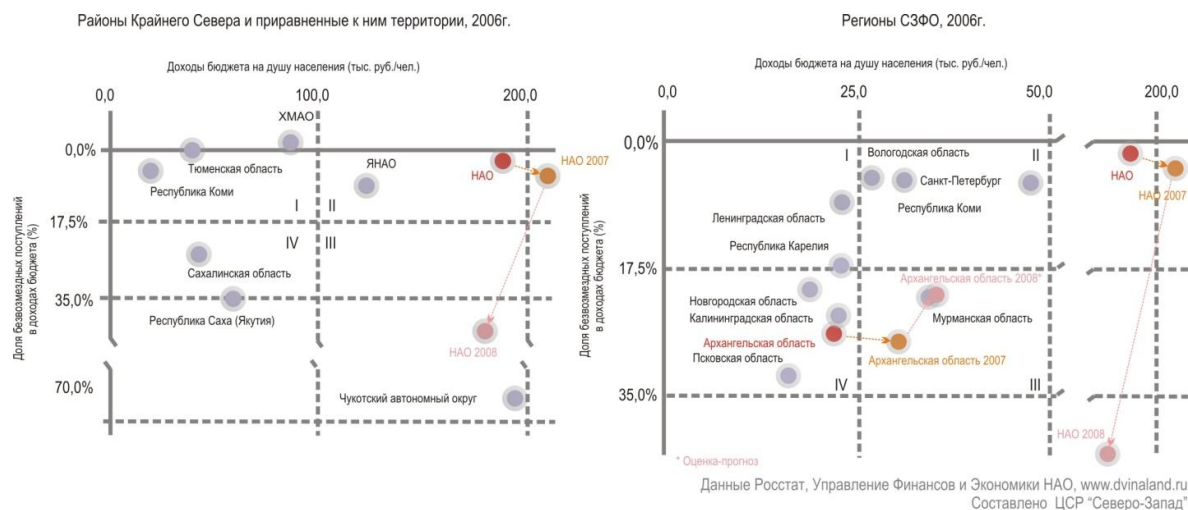 Районы Крайнего Севера и приравненные к ним территории, 2006г.
Доходы бюджета на душу населения (тыс. руб./чел.)
0,0 100,0 200,0
ХМАО
0,0%
Тюменская область
ЯНАО
НАО
НАО 2007
Республика Коми
I II
17,5%
IV III
Сахалинская область
35,0%
Республика Саха (Якутия)
НАО 2008
70,0%
Чукотский автономный округ
Доля безвозмездных поступлений
в доходах бюджета (%)
Регионы СЗФО, 2006г.
Доходы бюджета на душу населения (тыс. руб./чел.)
0,0 25,0 50,0 200,0
0,0%
I Вологодская область II
НАО
Санкт-Петербург
НАО 2007
Республика Коми
Ленинградская область
Республика Карелия
17,5%
Архангельская область 2008*
Новгородская область
Калининградская область
Мурманская область
Архангельская область
Псковская область
Архангельская область 2007
IV III
35,0%
НАО 2008
Доля безвозмездных поступлений
в доходах бюджета (%)
* Оценка-прогноз
Данные Росстат, Управление Финансов и Экономики НАО, www.dvinaland.ru
Составлено ЦСР "Северо-Запад"